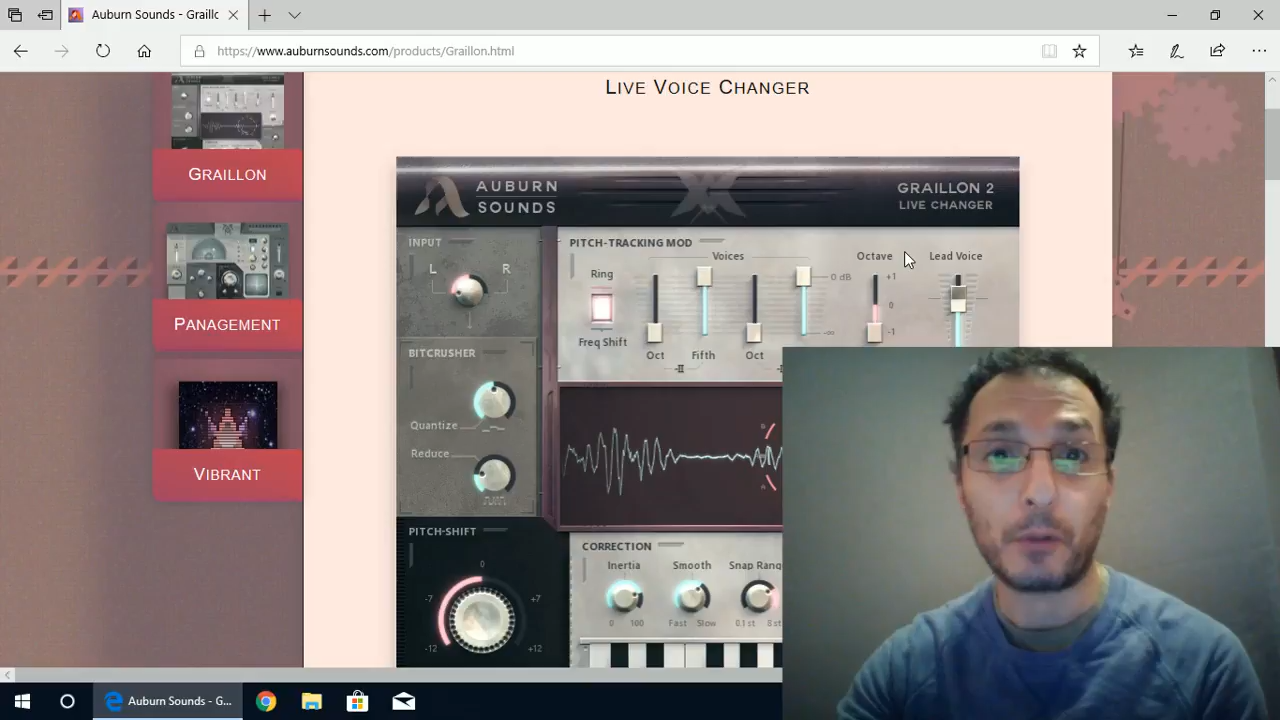 Auburn Sounds - Graillo
https://www.auburnsounds.com/products/Graillon.html
LIVE VOICE CHANGER
GRAILLON
PANAGEMENT
VIBRANT
AUBURN
SOUNDS
GRAILLON 2
LIVE CHANGER
INPUT
L
R
PITCH-TRACKING MOD
Ring
Freq Shift
Voices
0 dB
-∞
Oct
Fifth
Oct
Octave
+1
0
-1
Lead Voice
BITCRUSHER
Quantize
Reduce
PITCH-SHIFT
0
-7
+7
-12
+12
CORRECTION
Inertia
Smooth
Snap Rang
0
100
Fast
Slow
0.1 st
8 s
Auburn Sounds - G...